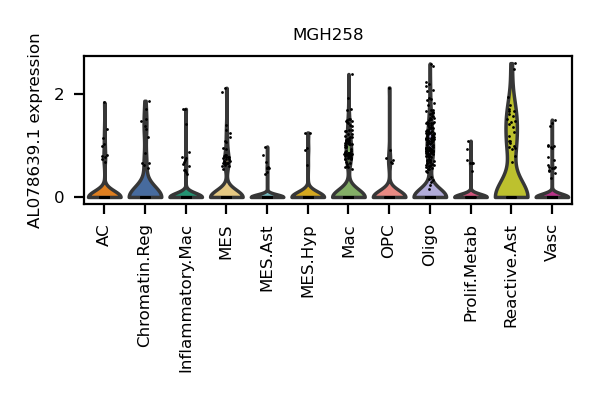 MGH258
AL078639.1 expression
2
0
AC
Chromatin.Reg
Inflammatory.Mac
MES
MES.Ast
MES.Hyp
Mac
OPC
Oligo
Prolif.Metab
Reactive.Ast
Vasc